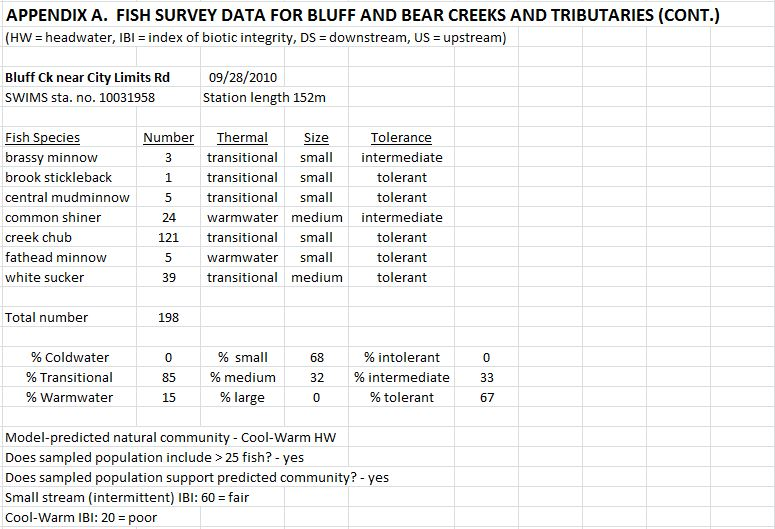 APPENDIX A. FISH SURVEY DATA FOR BLUFF AND BEAR CREEKS AND TRIBUTARIES (CONT.)
(HW = headwater, IBI = index of biotic integrity, DS = downstream, US = upstream)
Bluff Ck near City Limits Rd 09/28/2010
SWIMS sta. no. 10031958 Station length 152m
Fish Species Number Thermal Size Tolerance
brassy minnow 3 transitional small intermediate
brook stickleback 1 transitional small tolerant
central mudminnow 5 transitional small tolerant
common shiner 24 warmwater medium intermediate
creek chub 121 transitional small tolerant
fathead minnow 5 warmwater small tolerant
white sucker 39 transitional medium tolerant
Total number 198
% Coldwater 0 % small 68 % intolerant 0
% Transitional 85 % medium 32 % intermediate 33
% Warmwater 15 % large 0 % tolerant 67
Model-predicted natural community - Cool-Warm HW
Does sampled population include > 25 fish? - yes
Does sampled population support predicted community? - yes
Small stream (intermittent) IBI: 60 = fair
Cool-Warm IBI: 20 = poor